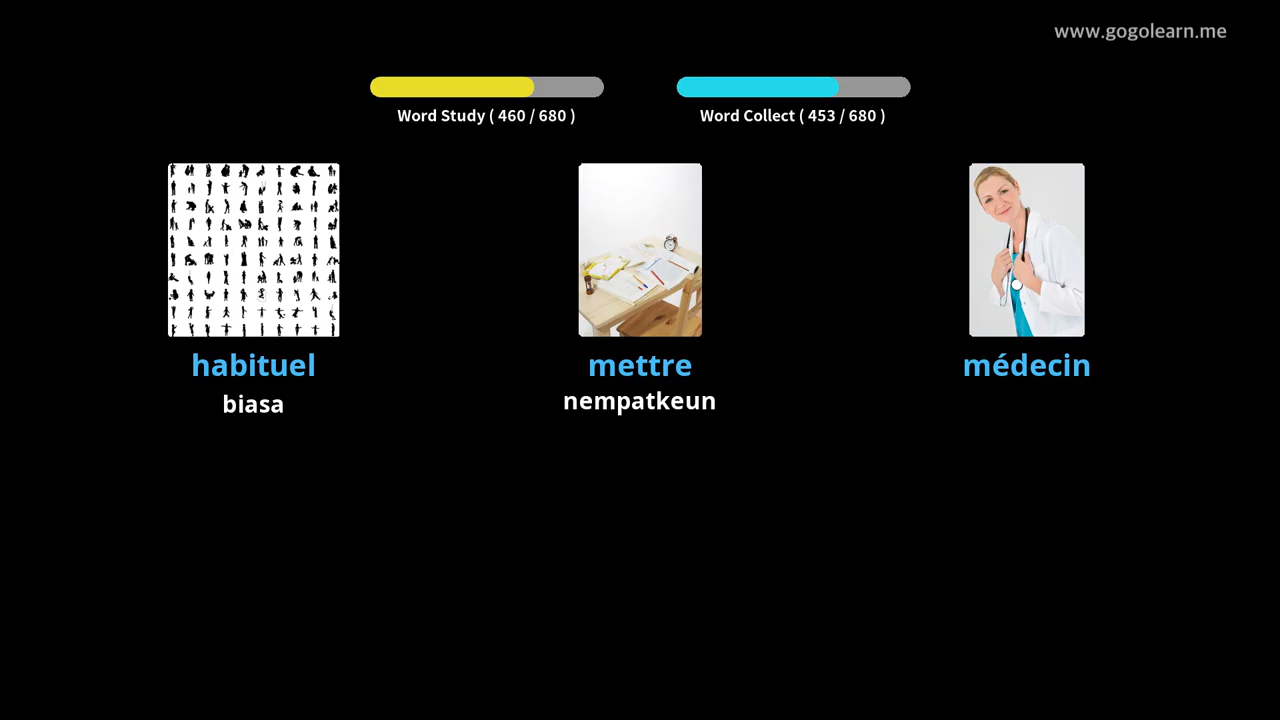 www.gogolearn.me
Word Study ( 460 / 680 )
Word Collect ( 453 / 680 )
habituel
biasa
mettre
nempatkeun
médecin